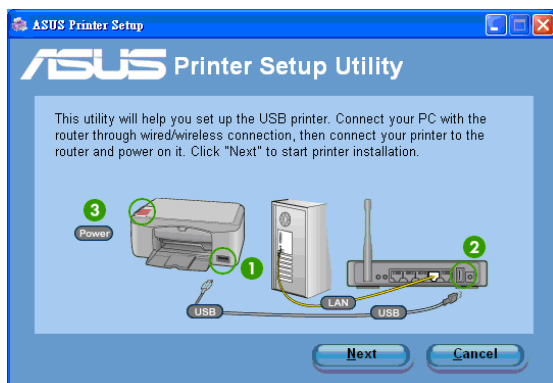 ASUS Printer Setup
ASUS Printer Setup Utility
This utility will help you set up the USB printer. Connect your PC with the
router through wired/wireless connection, then connect your printer to the
router and power on it. Click "Next" to start printer installation.
3
Power
1
2
LAN
USB
USB
Next
Cancel